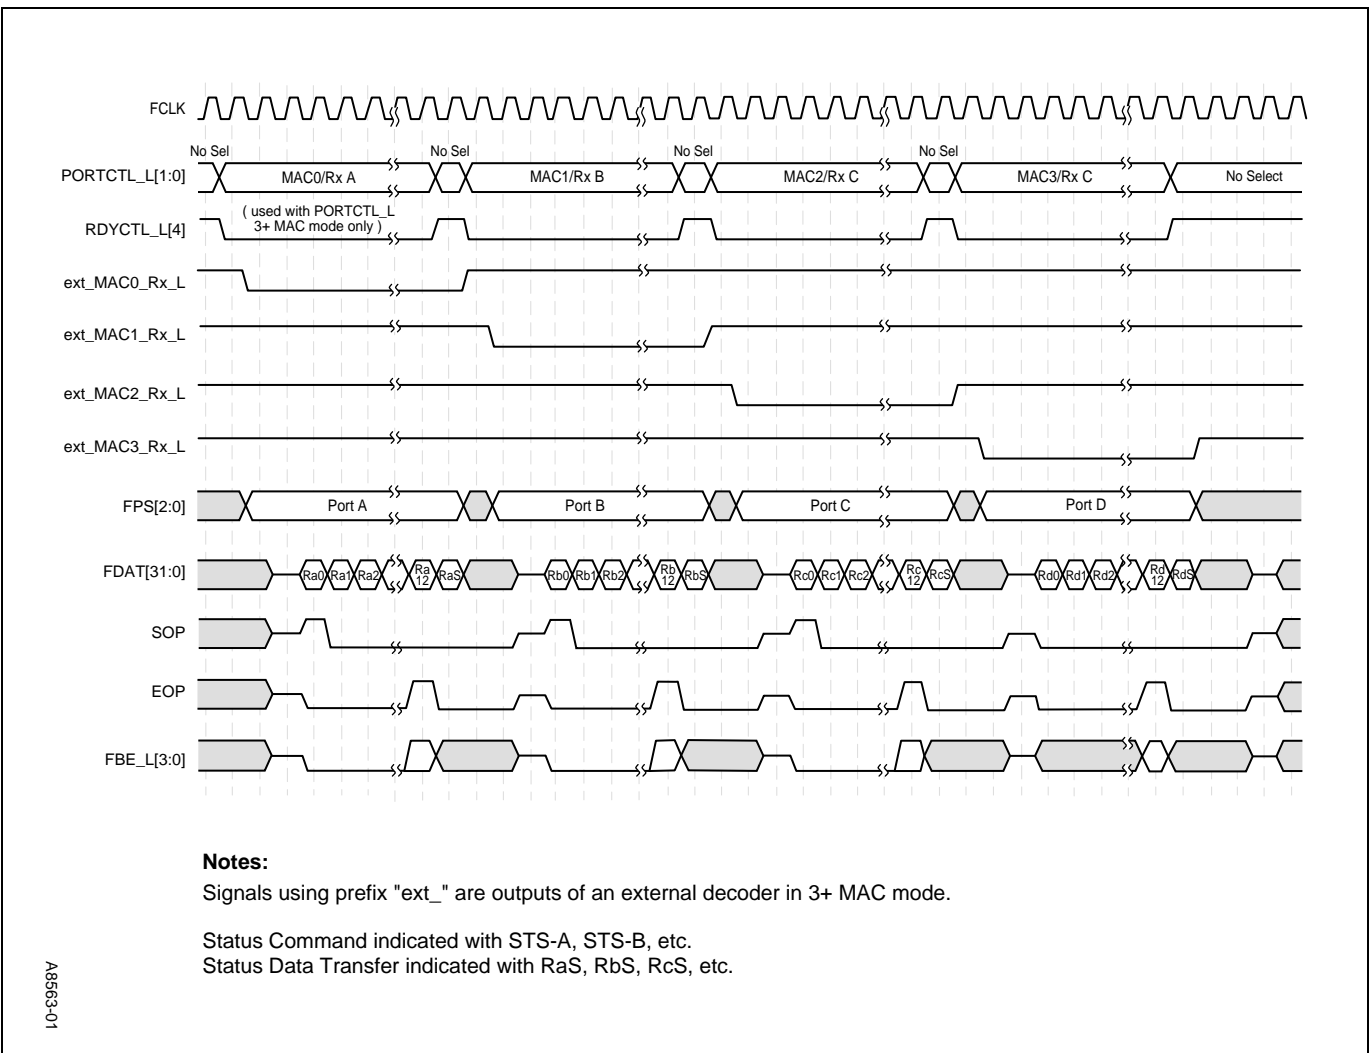 FCLK
No Sel No Sel No Sel No Sel
PORTCTL_L[1:0] MAC0/Rx A MAC1/Rx B MAC2/Rx C MAC3/Rx C No Select
( used with PORTCTL_L
3+ MAC mode only )
RDYCTL_L[4]
ext_MAC0_Rx_L
ext_MAC1_Rx_L
ext_MAC2_Rx_L
ext_MAC3_Rx_L
FPS[2:0] Port A Port B Port C Port D
FDAT[31:0] Ra0 Ra1 Ra2 Ra 12 RaS Rb0 Rb1 Rb2 Rb 12 RbS Rc0 Rc1 Rc2 Rc 12 RcS Rd0 Rd1 Rd2 Rd 12 RdS
SOP
EOP
FBE_L[3:0]
Notes:
Signals using prefix "ext_" are outputs of an external decoder in 3+ MAC mode.
Status Command indicated with STS-A, STS-B, etc.
Status Data Transfer indicated with RaS, RbS, RcS, etc.
A8563-01